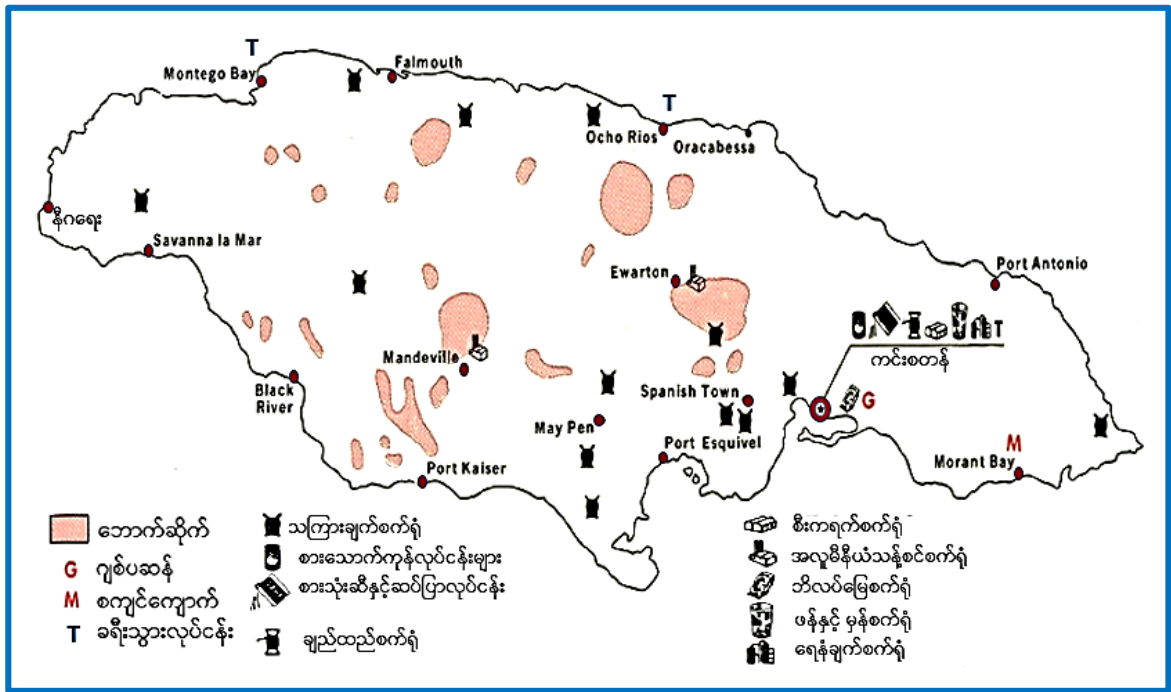 T
Montego Bay
Falmouth
T
Ocho Rios
Oracabessa
နီဂရေး
Savanna la Mar
Ewarton
Port Antonio
T
ကင်းစတန်
Mandeville
Black
River
Spanish Town
G
May Pen
Port Esquivel
M
Morant Bay
Port Kaiser
ဘောက်ဆိုက်
G ဂျစ်ပဆန်
M စကျင်ကျောက်
T ခရီးသွားလုပ်ငန်း
သကြားချက်စက်ရုံ
စားသောက်ကုန်လုပ်ငန်းများ
စားသုံးဆီနှင့်ဆပ်ပြာလုပ်ငန်း
ချည်ထည်စက်ရုံ
စီးကရက်စက်ရုံ
အလူမီနီယံသန့်စင်စက်ရုံ
ဘိလပ်မြေစက်ရုံ
ဖန်နှင့် မှန်စက်ရုံ
ရေနံချက်စက်ရုံ